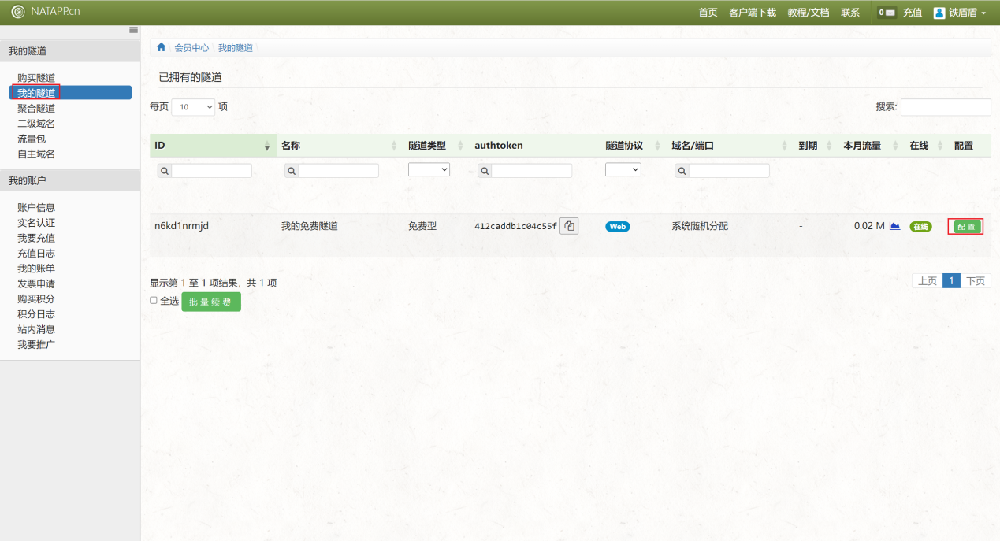 NATAPP.cn
首页 客户端下载 教程/文档 联系 0 充值 铁盾盾
我的隧道
购买隧道
我的隧道
聚合隧道
二级域名
流量包
自主域名
我的账户
账户信息
实名认证
我要充值
充值日志
我的账单
发票申请
购买积分
积分日志
站内消息
我要推广
会员中心 我的隧道
已拥有的隧道
每页 10 项 搜索:
ID 名称 隧道类型 authtoken 隧道协议 域名/端口 到期 本月流量 在线 配置
n6kd1nrmjd 我的免费隧道 免费型 412caddb1c04c55f Web 系统随机分配 - 0.02 M 在线 配置
显示第 1 至 1 项结果，共 1 项 上页 1 下页
全选 批量续费